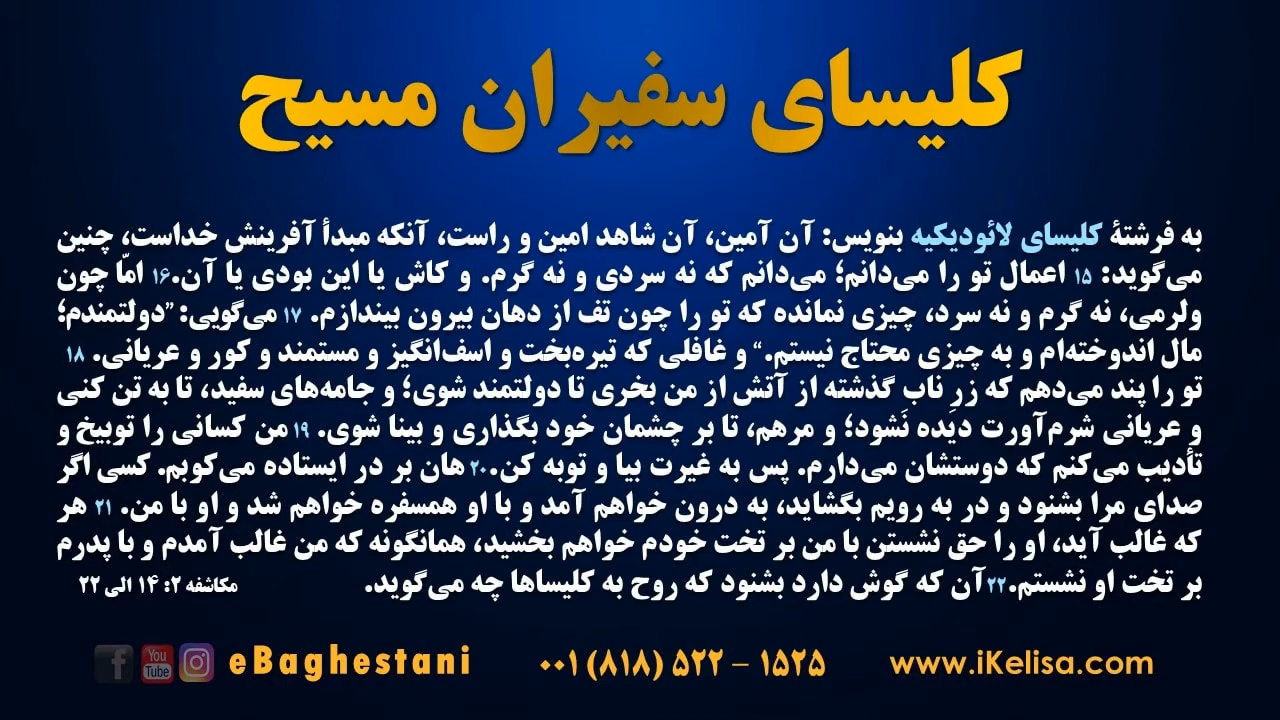 کلیسای سفیران مسیح
به فرشتهٔ کلیسای لائودیکیه بنویس: آن آمین، آن شاهد امین و راست، آنکه مبدأ آفرینش خداست، چنین
می‌گوید: ۱۵ اعمال تو را می‌دانم؛ می‌دانم که نه سردی و نه گرم. و کاش یا این بودی یا آن.۱۶ امّا چون
ولرمی، نه گرم و نه سرد، چیزی نمانده که تو را چون تف از دهان بیرون بیندازم. ۱۷ می‌گویی: ”دولتمندم؛
مال اندوخته‌ام و به چیزی محتاج نیستم.“ و غافلی که تیره‌بخت و اسف‌انگیز و مستمند و کور و عریانی. ۱۸
تو را پند می‌دهم که زرِ ناب گذشته از آتش از من بخری تا دولتمند شوی؛ و جامه‌های سفید، تا به تن کنی
و عریانی شرم‌آورت دیده نَشود؛ و مرهم، تا بر چشمان خود بگذاری و بینا شوی. ۱۹من کسانی را توبیخ و
تأدیب می‌کنم که دوستشان می‌دارم. پس به غیرت بیا و توبه کن.۲۰هان بر در ایستاده می‌کوبم. کسی اگر
صدای مرا بشنود و در به رویم بگشاید، به درون خواهم آمد و با او همسفره خواهم شد و او با من. ۲۱ هر
که غالب آید، او را حق نشستن با من بر تخت خودم خواهم بخشید، همانگونه که من غالب آمدم و با پدرم
بر تخت او نشستم.۲۲آن که گوش دارد بشنود که روح به کلیساها چه می‌گوید. مکاشفه ۲: ۱۴ الی ۲۲
f You Tube eBaghestani ۰۰۱ (۸۱۸) ۵۲۲ – ۱۵۲۵ www.iKelisa.com